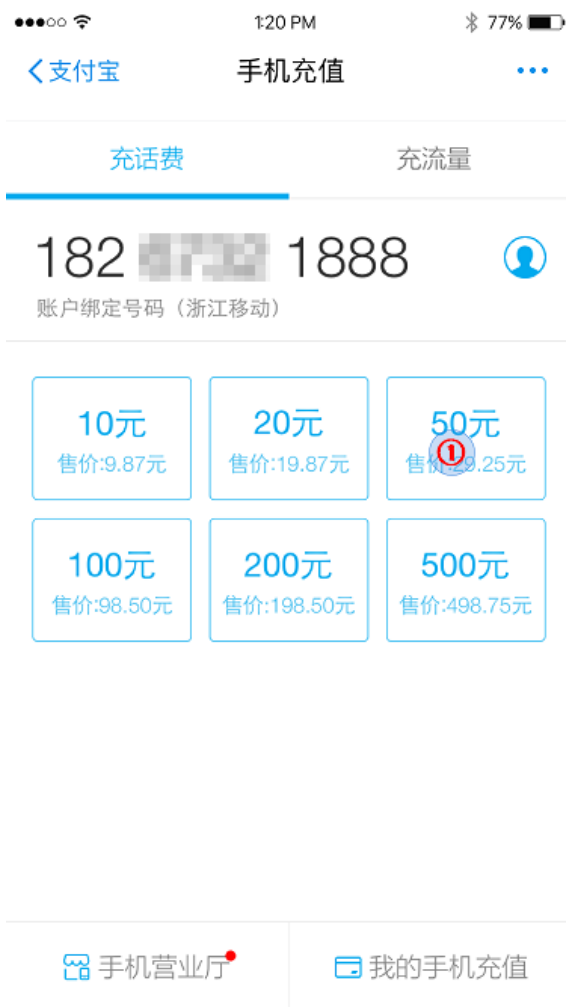 1:20 PM 77%
支付宝 手机充值
充话费 充流量
182 1888
账户绑定号码（浙江移动）
10元 20元 50元
售价:9.87元 售价:19.87元 售价:29.25元
①
100元 200元 500元
售价:98.50元 售价:198.50元 售价:498.75元
手机营业厅 我的手机充值